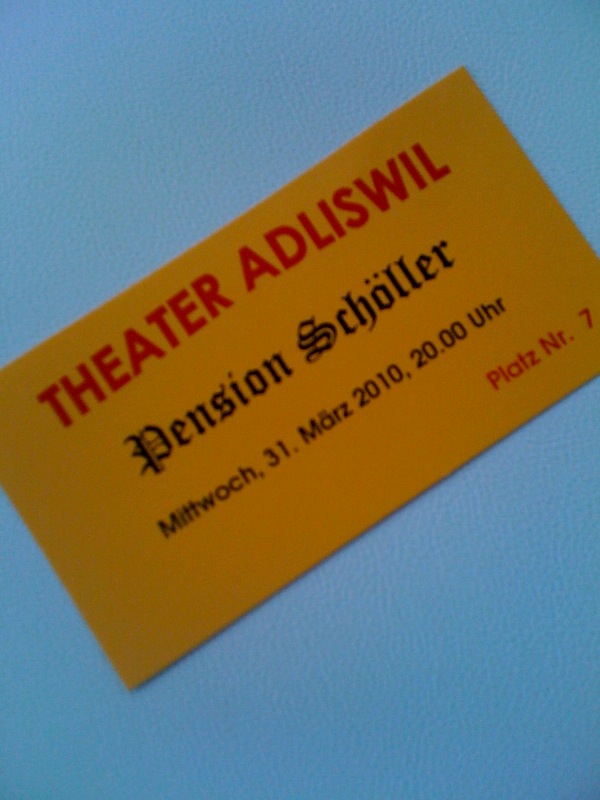 THEATER ADLISWIL
Pension Schöller
Mittwoch, 31. März 2010, 20.00 Uhr
Platz Nr. 7